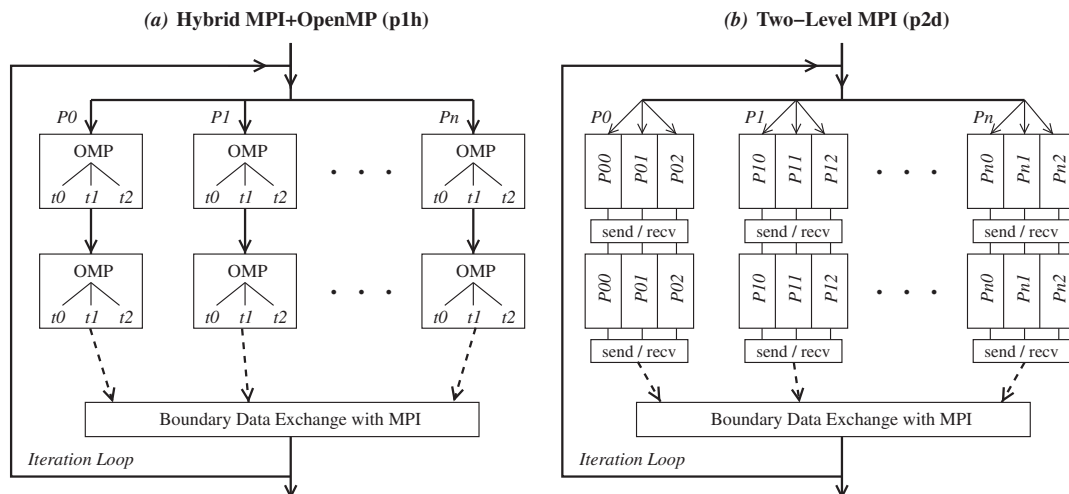 (a) Hybrid MPI+OpenMP (p1h)
P0 P1 Pn
OMP OMP OMP
t0 t1 t2 t0 t1 t2 t0 t1 t2
OMP OMP OMP
t0 t1 t2 t0 t1 t2 t0 t1 t2
Boundary Data Exchange with MPI
Iteration Loop
(b) Two−Level MPI (p2d)
P0 P1 Pn
P00 P01 P02 P10 P11 P12 Pn0 Pn1 Pn2
send / recv send / recv send / recv
P00 P01 P02 P10 P11 P12 Pn0 Pn1 Pn2
send / recv send / recv send / recv
Boundary Data Exchange with MPI
Iteration Loop